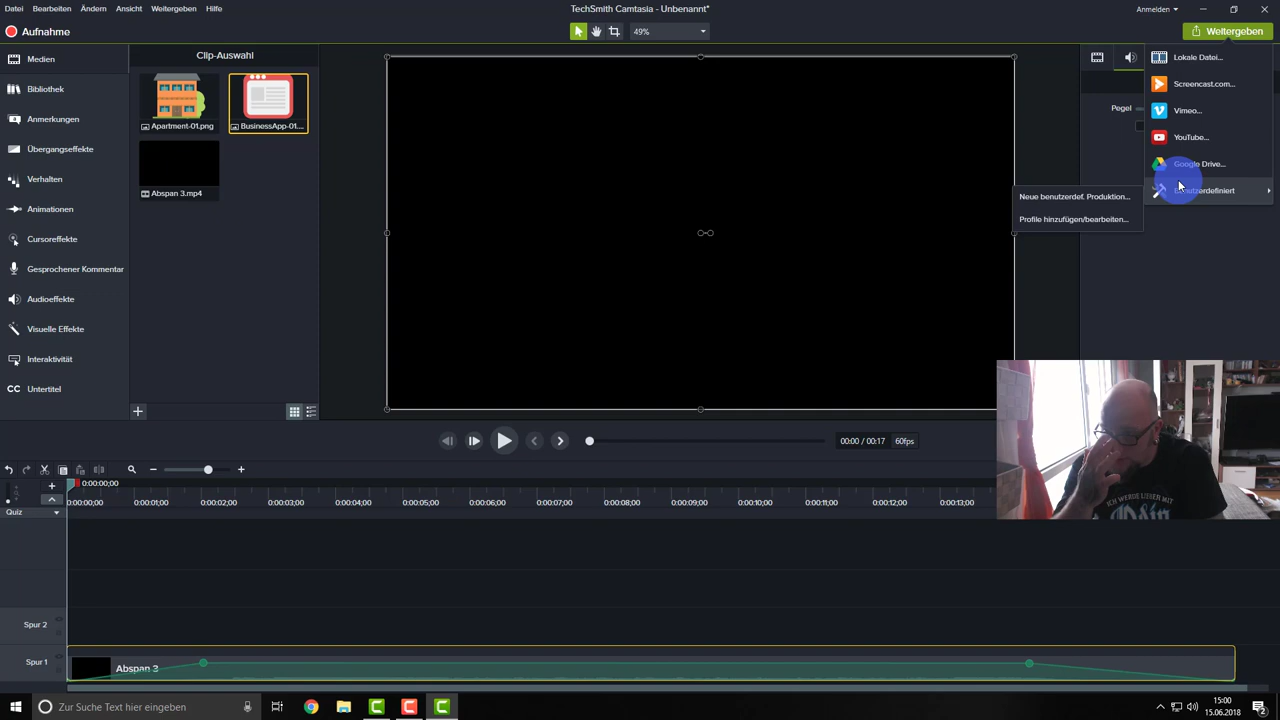 Datei Bearbeiten Ändern Ansicht Weitergeben Hilfe
TechSmith Camtasia - Unbenannt*
Anmelden
Aufnahme
49%
Weitergeben
Medien
Bibliothek
Anmerkungen
Übergangseffekte
Verhalten
Animationen
Cursoreffekte
Gesprochener Kommentar
Audioeffekte
Visuelle Effekte
Interaktivität
CC Untertitel
Clip-Auswahl
Apartment-01.png
BusinessApp-01....
Abspan 3.mp4
Pegel
Lokale Datei...
Screencast.com...
Vimeo...
YouTube...
Google Drive...
Benutzerdefiniert
Neue benutzerdef. Produktion...
Profile hinzufügen/bearbeiten...
00:00 / 00:17 60fps
0:00:00;00
0:00:00;00 0:00:01;00 0:00:02;00 0:00:03;00 0:00:04;00 0:00:05;00 0:00:06;00 0:00:07;00 0:00:08;00 0:00:09;00 0:00:10;00 0:00:11;00 0:00:12;00 0:00:13;00
Quiz
Spur 2
Spur 1
Abspan 3
ICH WERDE LIEBER MIT
Odin
Zur Suche Text hier eingeben
15:00
15.06.2018
2